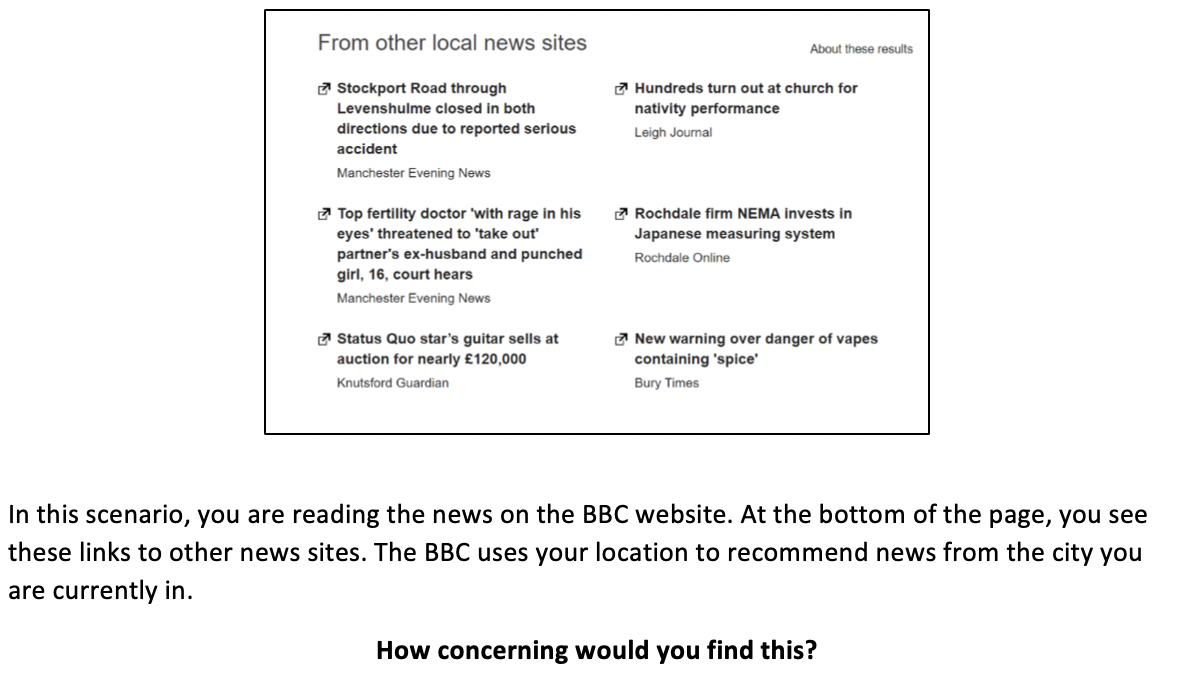 From other local news sites
About these results
Stockport Road through
Levenshulme closed in both
directions due to reported serious
accident
Manchester Evening News
Hundreds turn out at church for
nativity performance
Leigh Journal
Top fertility doctor 'with rage in his
eyes' threatened to 'take out'
partner's ex-husband and punched
girl, 16, court hears
Manchester Evening News
Rochdale firm NEMA invests in
Japanese measuring system
Rochdale Online
Status Quo star’s guitar sells at
auction for nearly £120,000
Knutsford Guardian
New warning over danger of vapes
containing 'spice'
Bury Times
In this scenario, you are reading the news on the BBC website. At the bottom of the page, you see
these links to other news sites. The BBC uses your location to recommend news from the city you
are currently in.
How concerning would you find this?